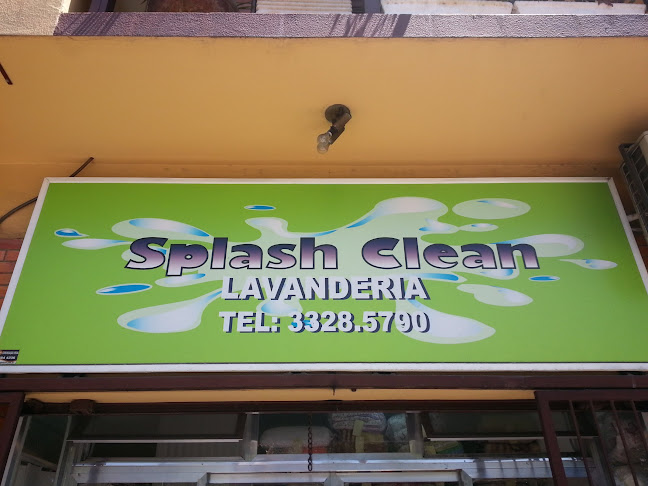 Splash Clean
LAVANDERIA
TEL: 3328.5790